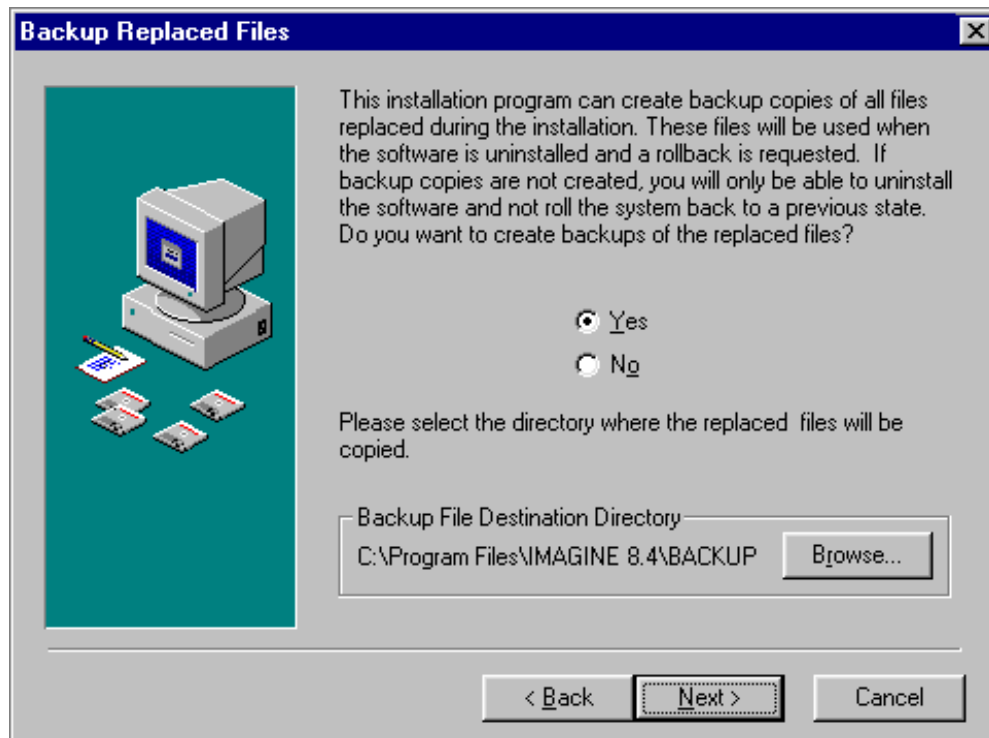 Backup Replaced Files
This installation program can create backup copies of all files
replaced during the installation. These files will be used when
the software is uninstalled and a rollback is requested.  If
backup copies are not created, you will only be able to uninstall
the software and not roll the system back to a previous state.
Do you want to create backups of the replaced files?
Yes
No
Please select the directory where the replaced  files will be
copied.
Backup File Destination Directory
C:\Program Files\IMAGINE 8.4\BACKUP
Browse...
< Back
Next >
Cancel